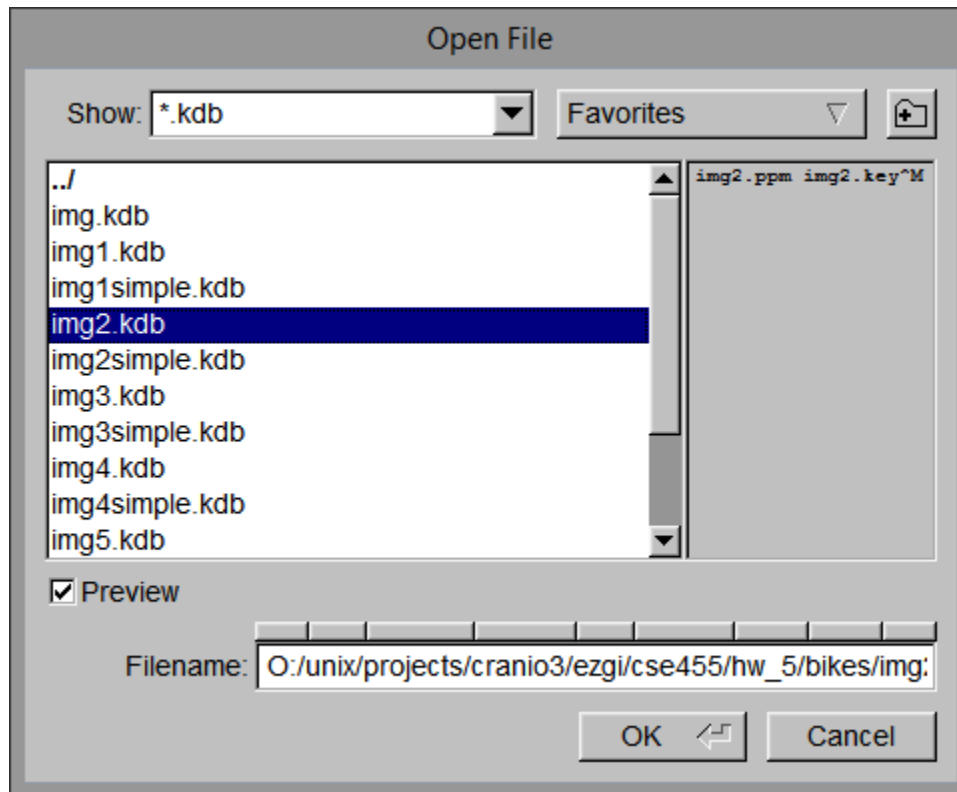 Open File
Show: *.kdb Favorites
../
img.kdb
img1.kdb
img1simple.kdb
img2.kdb
img2simple.kdb
img3.kdb
img3simple.kdb
img4.kdb
img4simple.kdb
img5.kdb
img2.ppm img2.key^M
Preview
Filename: O:/unix/projects/cranio3/ezgi/cse455/hw_5/bikes/img
OK Cancel